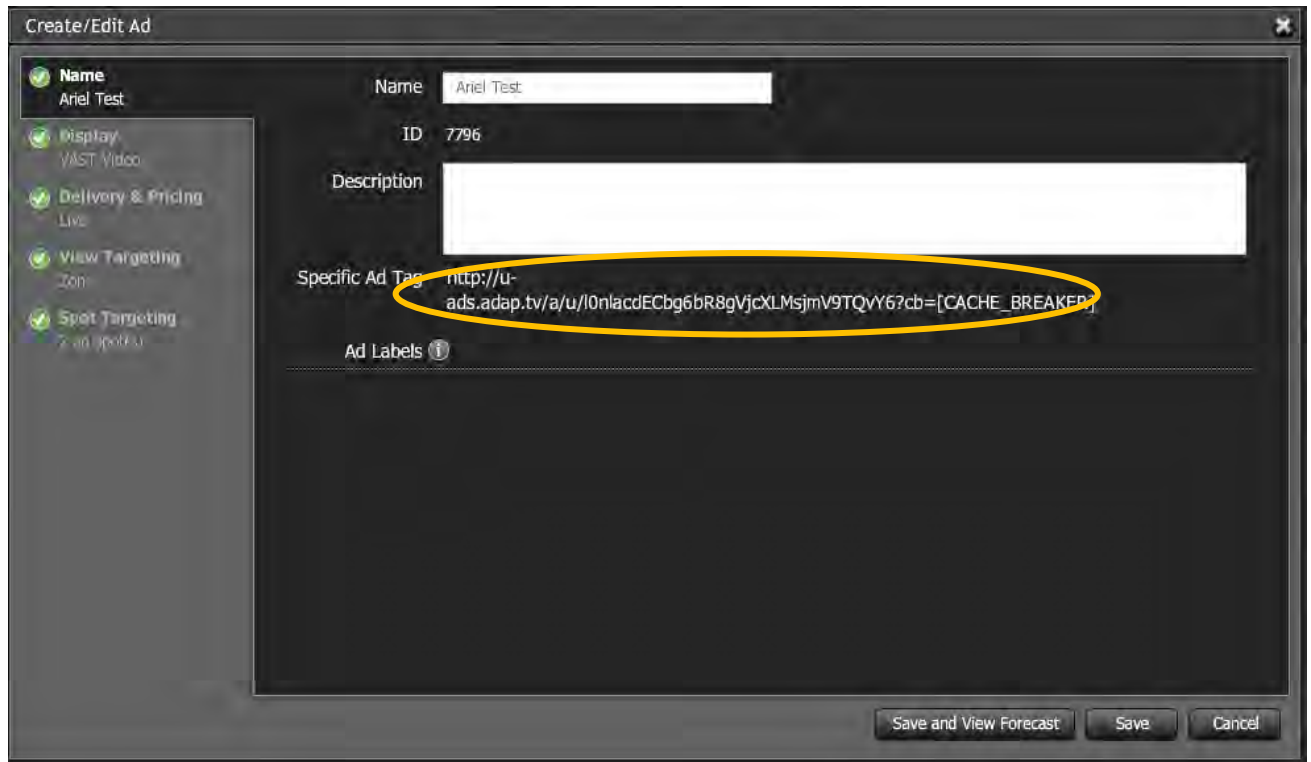 Create/Edit Ad
Name
Ariel Test
Display
VAST Video
Delivery & Pricing
Live
View Targeting
Zon
Spot Targeting
Name Ariel Test
ID 7796
Description
Specific Ad Tag http://u-
ads.adap.tv/a/u/l0nlacdECbg6bR8gVjcXLMsjmV9TQvY6?cb=[CACHE_BREAKER]
Ad Labels
Save and View Forecast Save Cancel